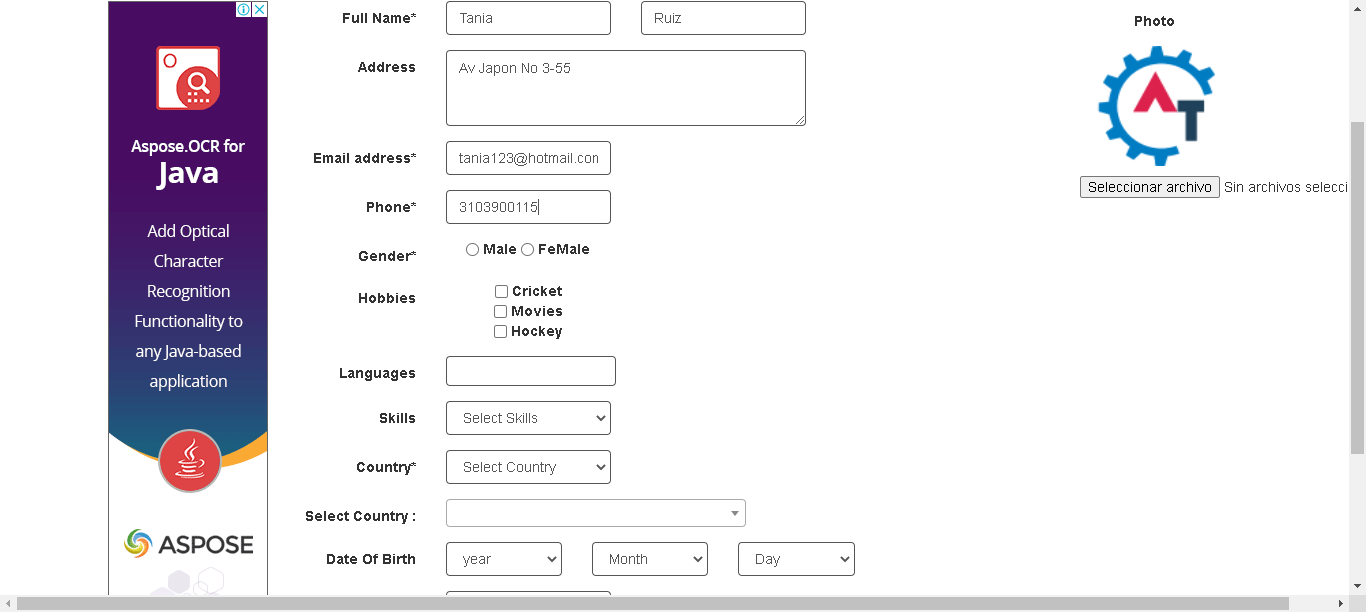 Full Name*
Tania
Ruiz
Photo
Address
Av Japon No 3-55
AT
Seleccionar archivo
Sin archivos selecci
Email address*
tania123@hotmail.con
Phone*
3103900115
Gender*
Male
FeMale
Hobbies
Cricket
Movies
Hockey
Languages
Skills
Select Skills
Country*
Select Country
Select Country :
Date Of Birth
year
Month
Day
Aspose.OCR for
Java
Add Optical
Character
Recognition
Functionality to
any Java-based
application
ASPOSE